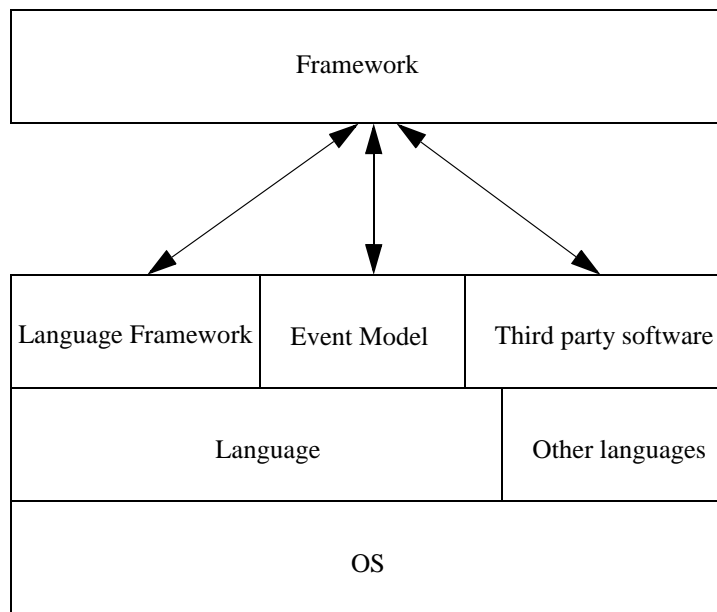 Framework
Language Framework
Event Model
Third party software
Language
Other languages
OS